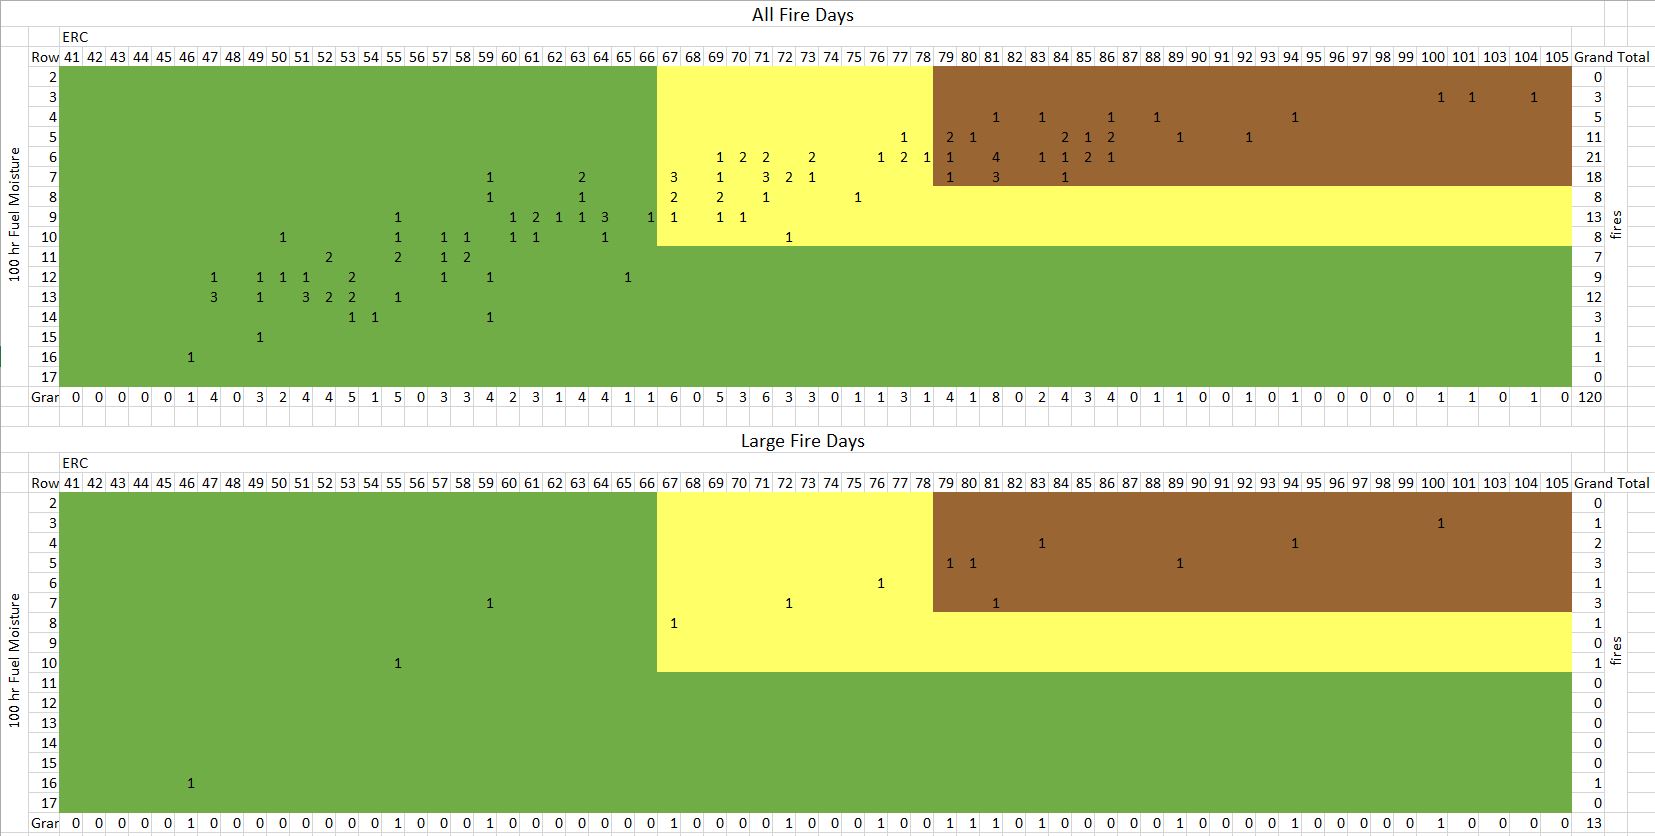 All Fire Days
ERC
Row 41 42 43 44 45 46 47 48 49 50 51 52 53 54 55 56 57 58 59 60 61 62 63 64 65 66 67 68 69 70 71 72 73 74 75 76 77 78 79 80 81 82 83 84 85 86 87 88 89 90 91 92 93 94 95 96 97 98 99 100 101 103 104 105 Grand Total
100 hr Fuel Moisture
fires
2 0
3 1 1 1 3
4 1 1 1 1 1 5
5 1 2 1 2 1 2 1 1 11
6 1 2 2 2 1 2 1 1 4 1 1 2 1 21
7 1 2 3 1 3 2 1 1 3 1 18
8 1 1 2 2 1 1 8
9 1 1 2 1 1 3 1 1 1 1 13
10 1 1 1 1 1 1 1 1 8
11 2 2 1 2 7
12 1 1 1 1 2 1 1 1 9
13 3 1 3 2 2 1 12
14 1 1 1 3
15 1 1
16 1 1
17 0
Grar 0 0 0 0 0 1 4 0 3 2 4 4 5 1 5 0 3 3 4 2 3 1 4 4 1 1 6 0 5 3 6 3 3 0 1 1 3 1 4 1 8 0 2 4 3 4 0 1 1 0 0 1 0 1 0 0 0 0 0 1 1 0 1 0 120
Large Fire Days
ERC
Row 41 42 43 44 45 46 47 48 49 50 51 52 53 54 55 56 57 58 59 60 61 62 63 64 65 66 67 68 69 70 71 72 73 74 75 76 77 78 79 80 81 82 83 84 85 86 87 88 89 90 91 92 93 94 95 96 97 98 99 100 101 103 104 105 Grand Total
100 hr Fuel Moisture
fires
2 0
3 1 1
4 1 1 2
5 1 1 1 3
6 1 1
7 1 1 1 3
8 1 1
9 0
10 1 1
11 0
12 0
13 0
14 0
15 0
16 1 1
17 0
Grar 0 0 0 0 0 1 0 0 0 0 0 0 0 0 1 0 0 0 1 0 0 0 0 0 0 0 1 0 0 0 0 1 0 0 0 1 0 0 1 1 1 0 1 0 0 0 0 0 1 0 0 0 0 1 0 0 0 0 0 1 0 0 0 0 13